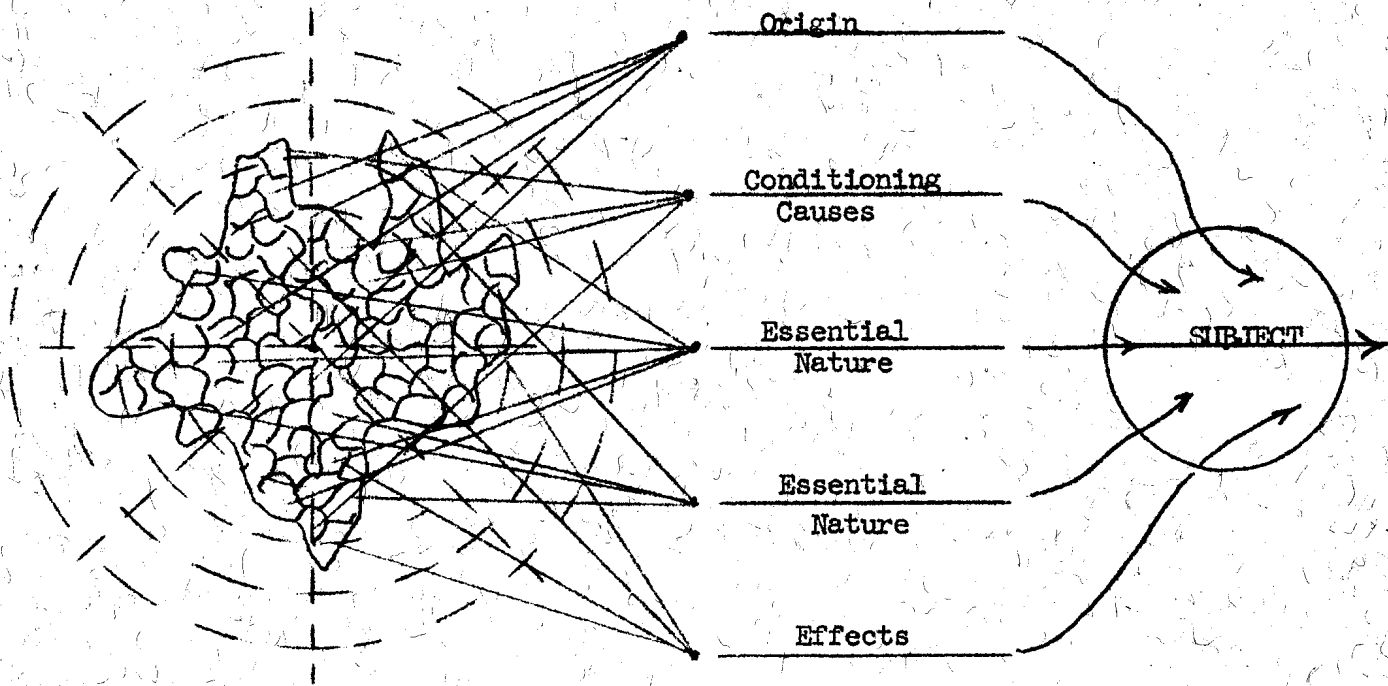 Origin
Conditioning
Causes
Essential
Nature
SUBJECT
Essential
Nature
Effects